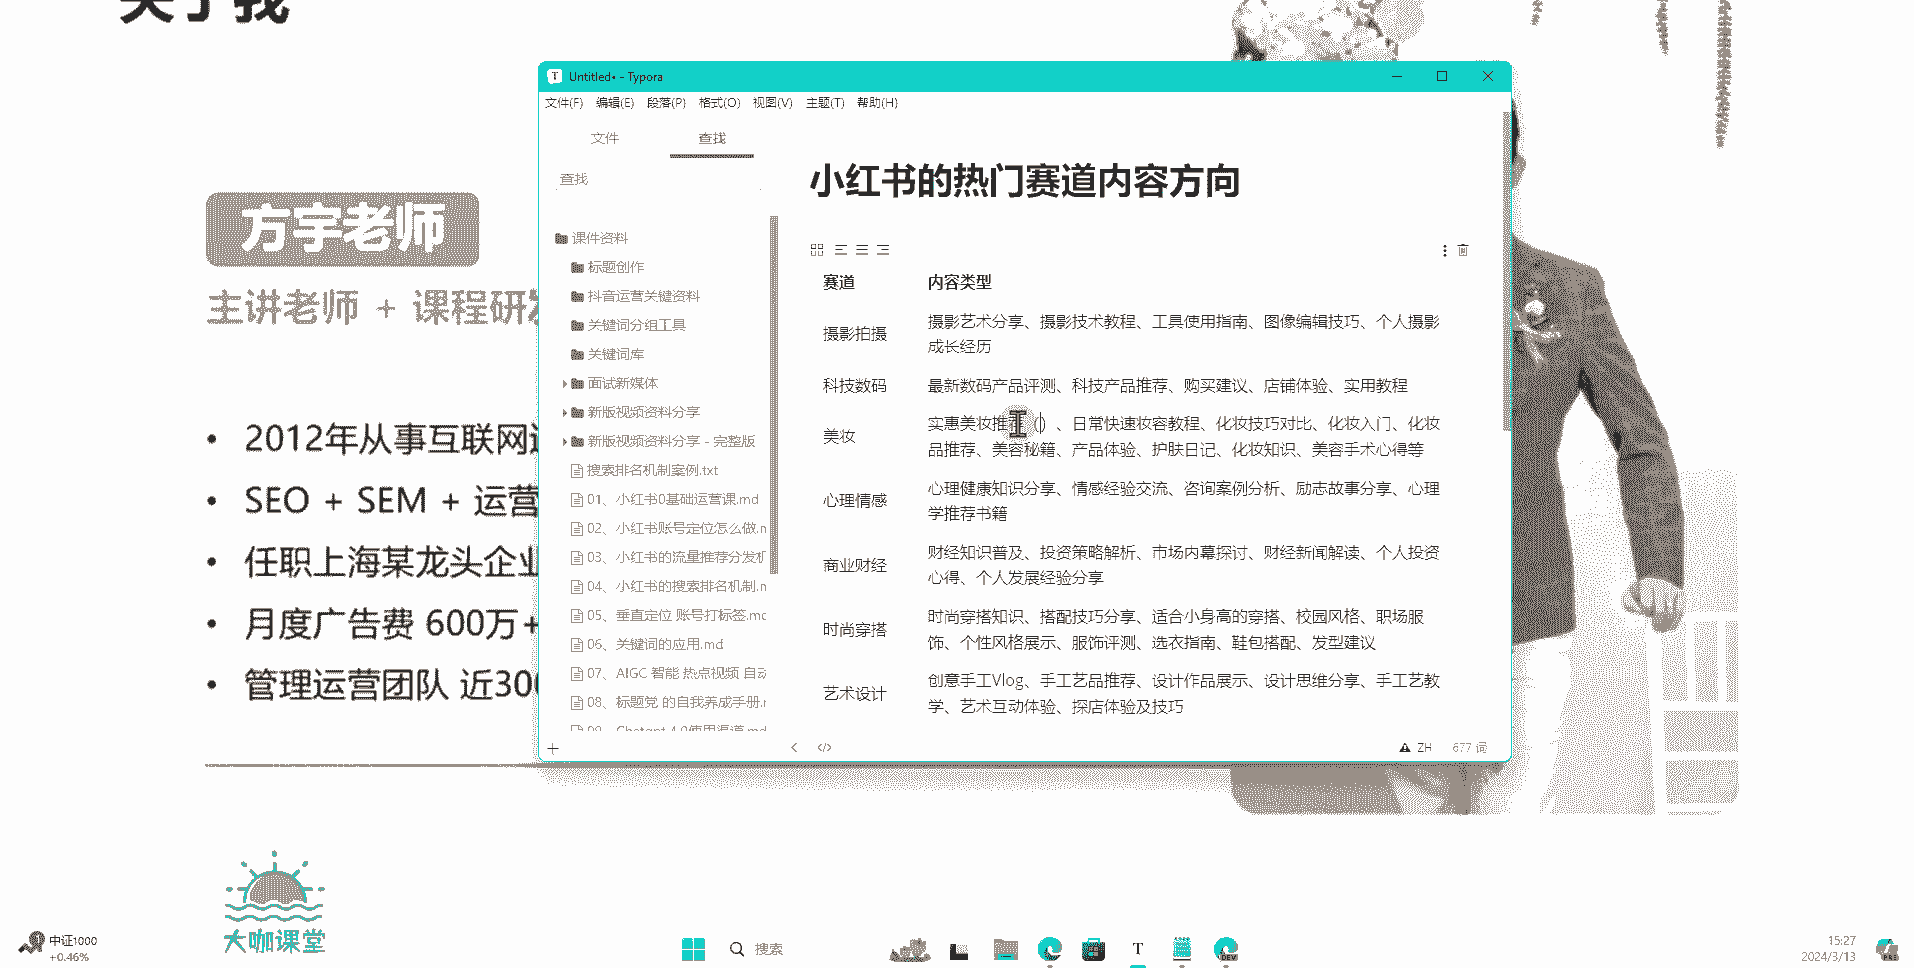 关于我
方宇老师
主讲老师 + 课程研发
2012年从事互联网
SEO + SEM + 运营
任职上海某龙头企业
月度广告费 600万+
管理运营团队 近300
大咖课堂
Untitled• - Typora
文件(F) 编辑(E) 段落(P) 格式(O) 视图(V) 主题(T) 帮助(H)
文件 查找
查找
课件资料
标题创作
抖音运营关键资料
关键词分组工具
关键词库
面试新媒体
新版视频资料分享
新版视频资料分享 - 完整版
搜索排名机制案例.txt
01、小红书0基础运营课.md
02、小红书账号定位怎么做.m
03、小红书的流量推荐分发机
04、小红书的搜索排名机制.m
05、垂直定位 账号打标签.mc
06、关键词的应用.md
07、AIGC 智能 热点视频 自动
08、标题党 的自我养成手册.r
09、Chatgpt 4.0使用渠道.md
小红书的热门赛道内容方向
赛道 内容类型
摄影拍摄 摄影艺术分享、摄影技术教程、工具使用指南、图像编辑技巧、个人摄影
成长经历
科技数码 最新数码产品评测、科技产品推荐、购买建议、店铺体验、实用教程
美妆 实惠美妆推荐()、日常快速妆容教程、化妆技巧对比、化妆入门、化妆
品推荐、美容秘籍、产品体验、护肤日记、化妆知识、美容手术心得等
心理情感 心理健康知识分享、情感经验交流、咨询案例分析、励志故事分享、心理
学推荐书籍
商业财经 财经知识普及、投资策略解析、市场内幕探讨、财经新闻解读、个人投资
心得、个人发展经验分享
时尚穿搭 时尚穿搭知识、搭配技巧分享、适合小身高的穿搭、校园风格、职场服
饰、个性风格展示、服饰评测、选衣指南、鞋包搭配、发型建议
艺术设计 创意手工Vlog、手工艺品推荐、设计作品展示、设计思维分享、手工艺教
学、艺术互动体验、探店体验及技巧
ZH 677 词
中证1000
+0.46%
搜索
15:27
2024/3/13